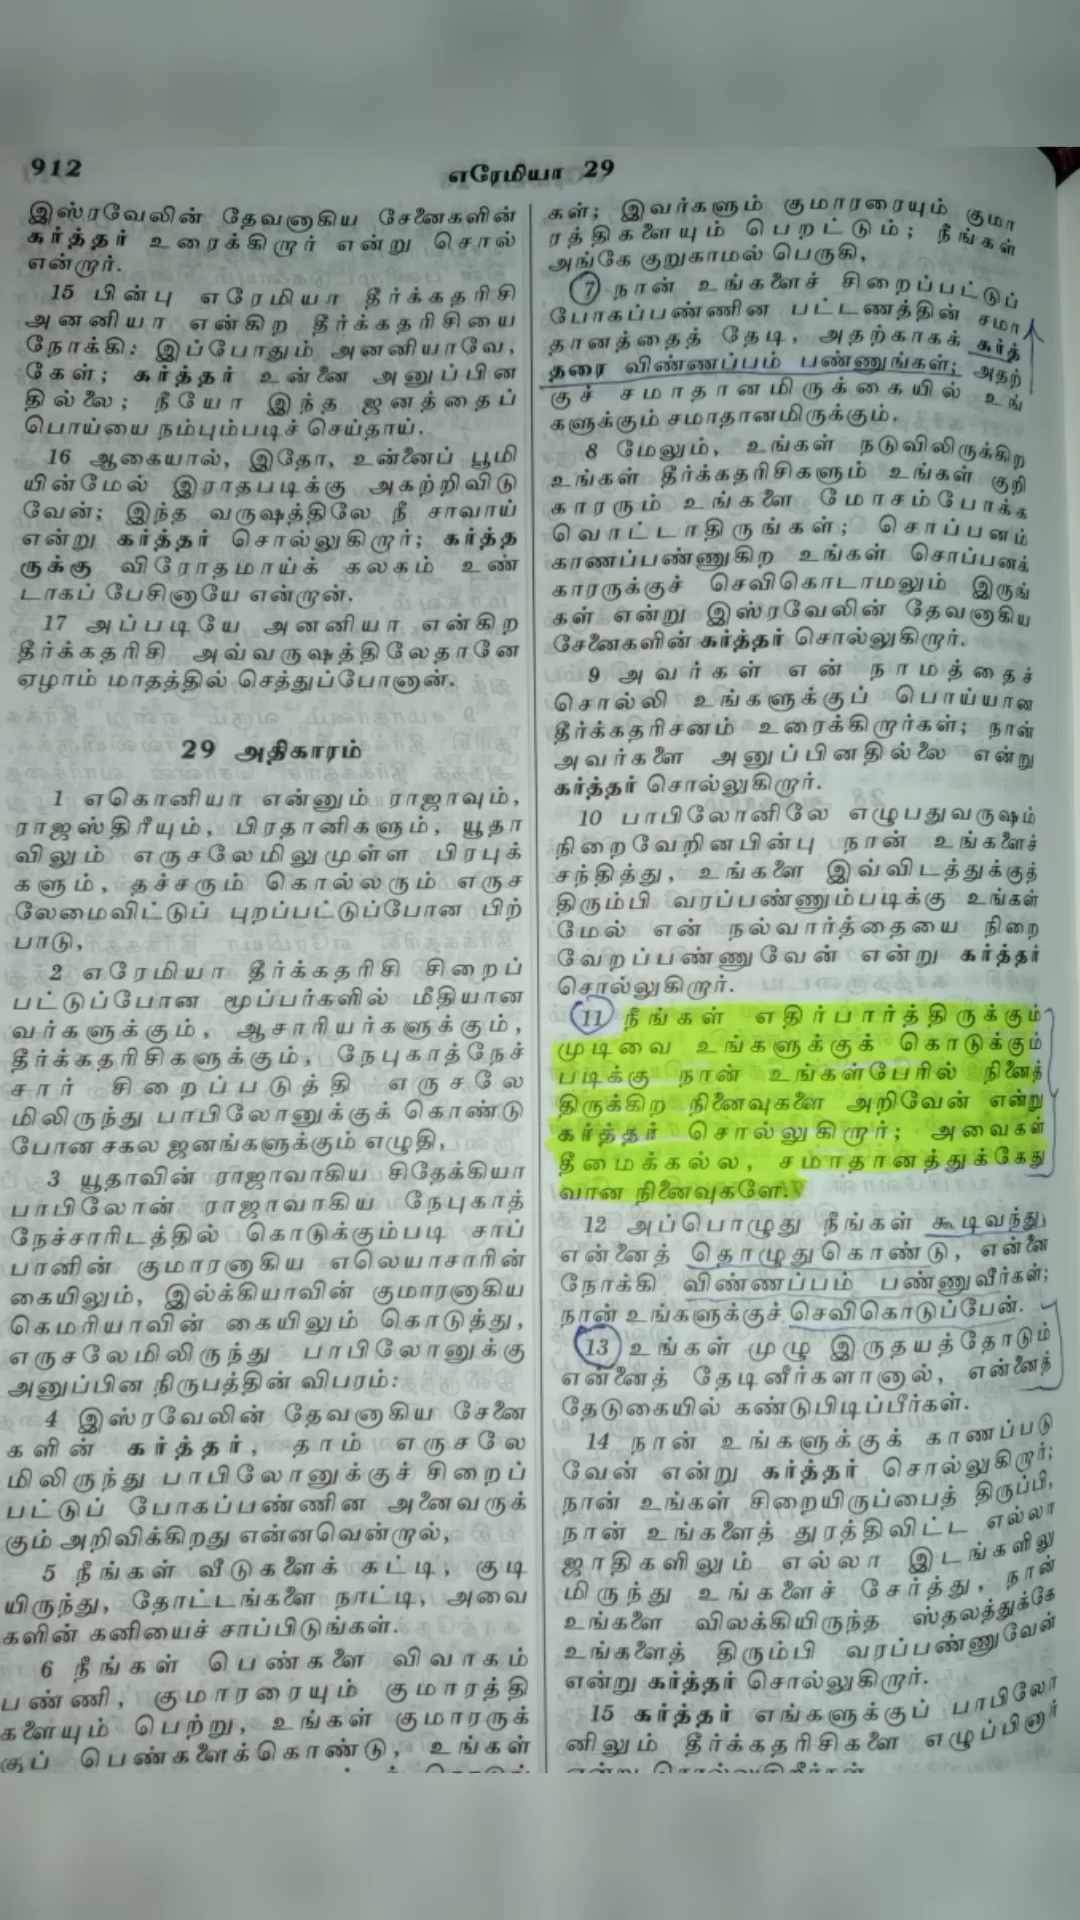 912
எரேமியா 29
இஸ்ரவேலின் தேவனாகிய சேனைகளின்
கர்த்தர் உரைக்கிறார் என்று சொல்
என்றார்.
15 பின்பு எரேமியா தீர்க்கதரிசி
அனனியா என்கிற தீர்க்கதரிசியை
நோக்கி: இப்போதும் அனனியாவே,
கேள்; கர்த்தர் உன்னை அனுப்பின
தில்லை; நீயோ இந்த ஜனத்தைப்
பொய்யை நம்பும்படிச் செய்தாய்.
16 ஆகையால், இதோ, உன்னைப் பூமி
யின்மேல் இராதபடிக்கு அகற்றிவிடு
வேன்; இந்த வருஷத்திலே நீ சாவாய்
என்று கர்த்தர் சொல்லுகிறார்; கர்த்த
ருக்கு விரோதமாய்க் கலகம் உண்
டாகப் பேசினாயே என்றான்.
17 அப்படியே அனனியா என்கிற
தீர்க்கதரிசி அவ்வருஷத்திலேதானே
ஏழாம் மாதத்தில் செத்துப்போனான்.
29 அதிகாரம்
1 எகொனியா என்னும் ராஜாவும்,
ராஜஸ்திரீயும், பிரதானிகளும், யூதா
விலும் எருசலேமிலுமுள்ள பிரபுக்
களும், தச்சரும் கொல்லரும் எருச
லேமைவிட்டுப் புறப்பட்டுப்போன பிற்
பாடு,
2 எரேமியா தீர்க்கதரிசி சிறைப்
பட்டுப்போன மூப்பர்களில் மீதியான
வர்களுக்கும், ஆசாரியர்களுக்கும்,
தீர்க்கதரிசிகளுக்கும், நேபுகாத்நேச்
சார் சிறைப்படுத்தி எருசலே
மிலிருந்து பாபிலோனுக்குக் கொண்டு
போன சகல ஜனங்களுக்கும் எழுதி,
3 யூதாவின் ராஜாவாகிய சிதேக்கியா
பாபிலோன் ராஜாவாகிய நேபுகாத்
நேச்சாரிடத்தில் கொடுக்கும்படி சாப்
பானின் குமாரனாகிய எலெயாசாரின்
கையிலும், இல்க்கியாவின் குமாரனாகிய
கெமரியாவின் கையிலும் கொடுத்து,
எருசலேமிலிருந்து பாபிலோனுக்கு
அனுப்பின நிருபத்தின் விபரம்:
4 இஸ்ரவேலின் தேவனாகிய சேனை
களின் கர்த்தர், தாம் எருசலே
மிலிருந்து பாபிலோனுக்குச் சிறைப்
பட்டுப் போகப்பண்ணின அனைவருக்
கும் அறிவிக்கிறது என்னவென்றால்,
5 நீங்கள் வீடுகளைக் கட்டி, குடி
யிருந்து, தோட்டங்களை நாட்டி, அவை
களின் கனியைச் சாப்பிடுங்கள்.
6 நீங்கள் பெண்களை விவாகம்
பண்ணி, குமாரரையும் குமாரத்தி
களையும் பெற்று, உங்கள் குமாரருக்
குப் பெண்களைக்கொண்டு, உங்கள்
கள்; இவர்களும் குமாரரையும் குமா
ரத்திகளையும் பெறட்டும்; நீங்கள்
அங்கே குறுகாமல் பெருகி,
7 நான் உங்களைச் சிறைப்பட்டுப்
போகப்பண்ணின பட்டணத்தின் சமா
தானத்தைத் தேடி, அதற்காகக் கர்த்
தரை விண்ணப்பம் பண்ணுங்கள்; அதற்
குச் சமாதானமிருக்கையில் உங்
களுக்கும் சமாதானமிருக்கும்.
8 மேலும், உங்கள் நடுவிலிருக்கிற
உங்கள் தீர்க்கதரிசிகளும் உங்கள் குறி
காரரும் உங்களை மோசம்போக்க
வொட்டாதிருங்கள்; சொப்பனம்
காணப்பண்ணுகிற உங்கள் சொப்பனக்
காரருக்குச் செவிகொடாமலும் இருங்
கள் என்று இஸ்ரவேலின் தேவனாகிய
சேனைகளின் கர்த்தர் சொல்லுகிறார்.
9 அவர்கள் என் நாமத்தைச்
சொல்லி உங்களுக்குப் பொய்யான
தீர்க்கதரிசனம் உரைக்கிறார்கள்; நான்
அவர்களை அனுப்பினதில்லை என்று
கர்த்தர் சொல்லுகிறார்.
10 பாபிலோனிலே எழுபதுவருஷம்
நிறைவேறினபின்பு நான் உங்களைச்
சந்தித்து, உங்களை இவ்விடத்துக்குத்
திரும்பி வரப்பண்ணும்படிக்கு உங்கள்
மேல் என் நல்வார்த்தையை நிறை
வேறப்பண்ணுவேன் என்று கர்த்தர்
சொல்லுகிறார்.
11 நீங்கள் எதிர்பார்த்திருக்கும்
முடிவை உங்களுக்குக் கொடுக்கும்
படிக்கு நான் உங்கள்பேரில் நினைத்
திருக்கிற நினைவுகளை அறிவேன் என்று
கர்த்தர் சொல்லுகிறார்; அவைகள்
தீமைக்கல்ல, சமாதானத்துக்கேது
வான நினைவுகளே.
12 அப்பொழுது நீங்கள் கூடிவந்து,
என்னைத் தொழுதுகொண்டு, என்னை
நோக்கி விண்ணப்பம் பண்ணுவீர்கள்;
நான் உங்களுக்குச் செவிகொடுப்பேன்.
13 உங்கள் முழு இருதயத்தோடும்
என்னைத் தேடினீர்களானால், என்னைத்
தேடுகையில் கண்டுபிடிப்பீர்கள்.
14 நான் உங்களுக்குக் காணப்படு
வேன் என்று கர்த்தர் சொல்லுகிறார்;
நான் உங்கள் சிறையிருப்பைத் திருப்பி,
நான் உங்களைத் துரத்திவிட்ட எல்லா
ஜாதிகளிலும் எல்லா இடங்களிலு
மிருந்து உங்களைச் சேர்த்து, நான்
உங்களை விலக்கியிருந்த ஸ்தலத்துக்கே
உங்களைத் திரும்பி வரப்பண்ணுவேன்
என்று கர்த்தர் சொல்லுகிறார்.
15 கர்த்தர் எங்களுக்குப் பாபிலோ
னிலும் தீர்க்கதரிசிகளை எழுப்பினார்